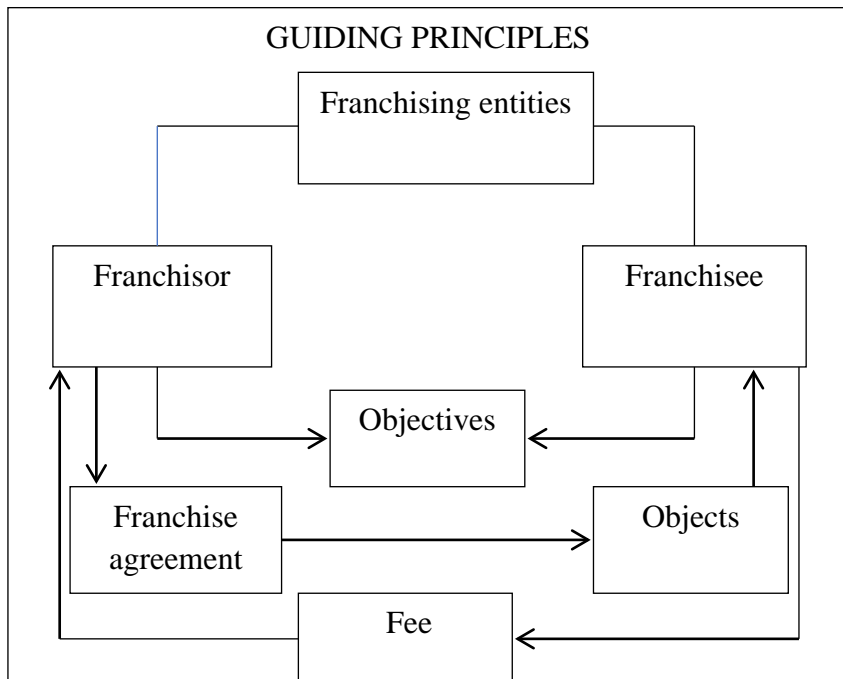 GUIDING PRINCIPLES
Franchising entities
Franchisor
Franchisee
Objectives
Franchise
agreement
Objects
Fee